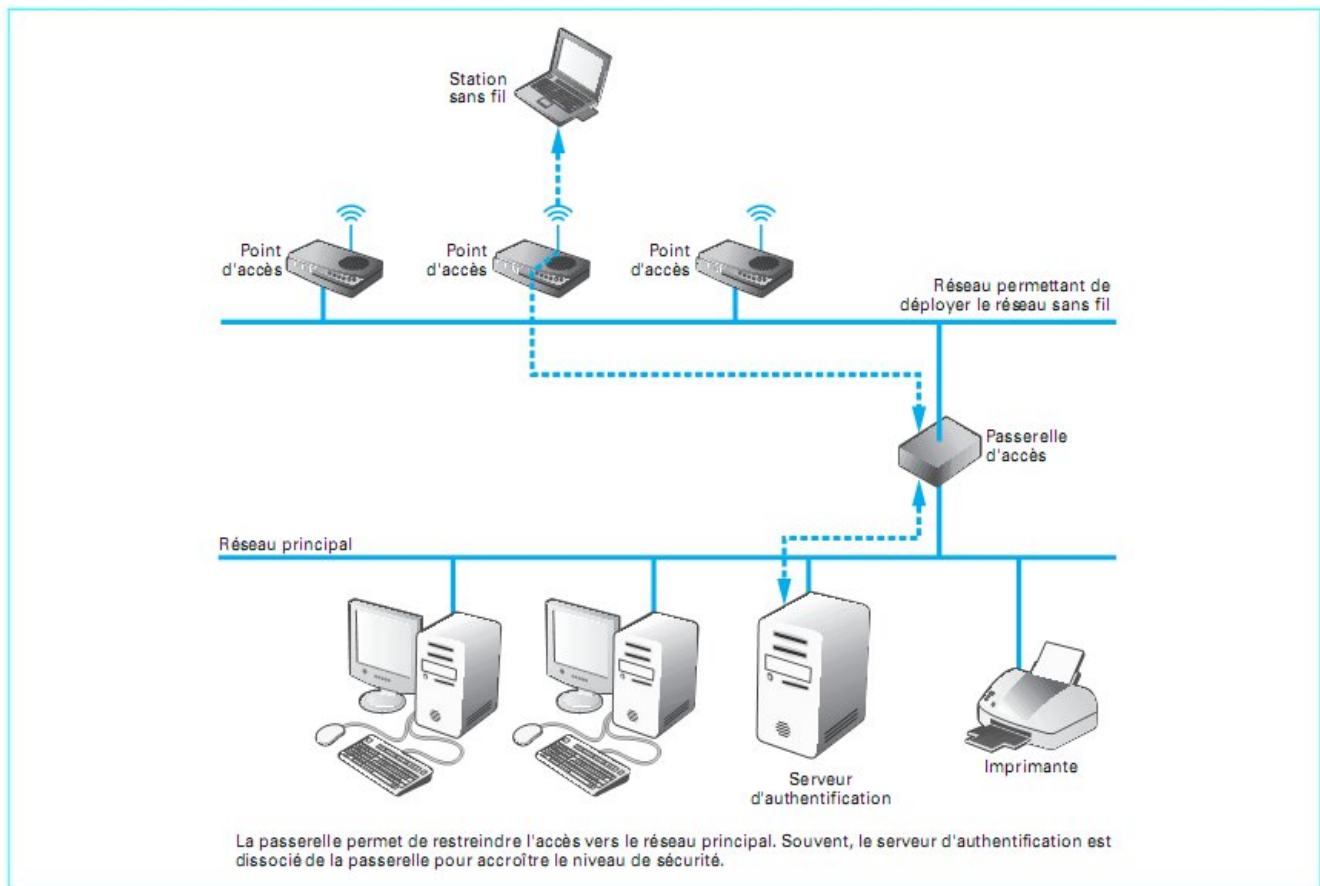 Station
sans fil
Point
d'accès
Point
d'accès
Point
d'accès
Réseau permettant de
déployer le réseau sans fil
Passerelle
d'accès
Réseau principal
Serveur
d'authentification
Imprimante
La passerelle permet de restreindre l'accès vers le réseau principal. Souvent, le serveur d'authentification est
dissocié de la passerelle pour accroître le niveau de sécurité.